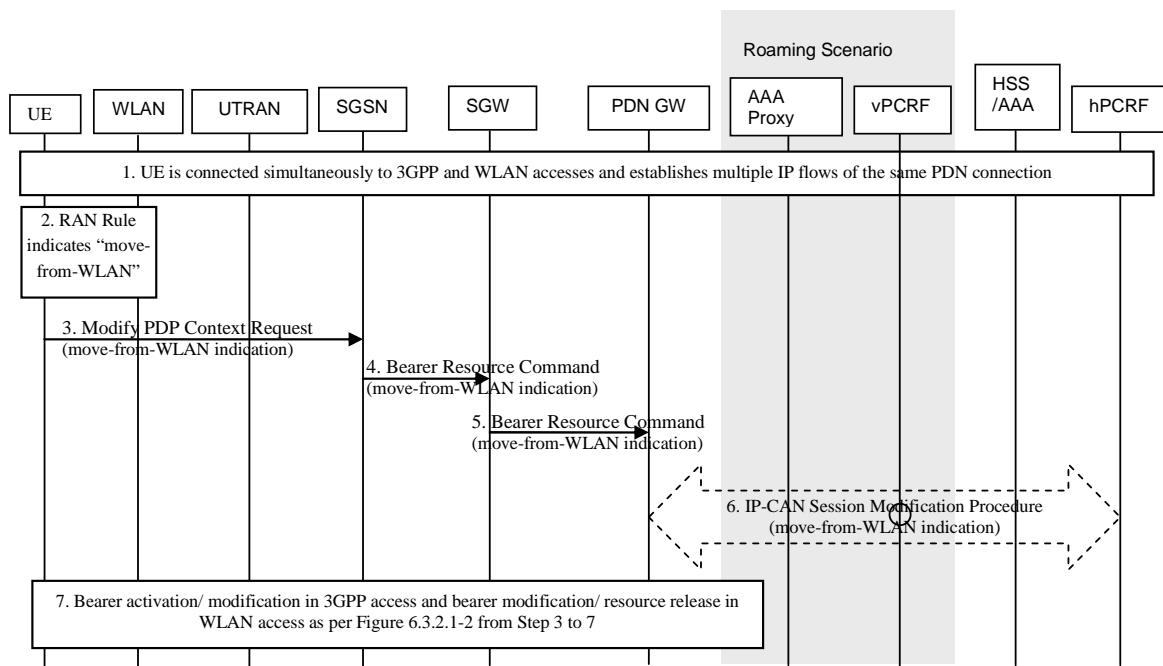 Roaming Scenario
UE
WLAN
UTRAN
SGSN
SGW
PDN GW
AAA
Proxy
vPCRF
HSS
/AAA
hPCRF
1. UE is connected simultaneously to 3GPP and WLAN accesses and establishes multiple IP flows of the same PDN connection
2. RAN Rule
indicates “move-
from-WLAN”
3. Modify PDP Context Request
(move-from-WLAN indication)
4. Bearer Resource Command
(move-from-WLAN indication)
5. Bearer Resource Command
(move-from-WLAN indication)
6. IP-CAN Session Modification Procedure
(move-from-WLAN indication)
7. Bearer activation/ modification in 3GPP access and bearer modification/ resource release in
WLAN access as per Figure 6.3.2.1-2 from Step 3 to 7